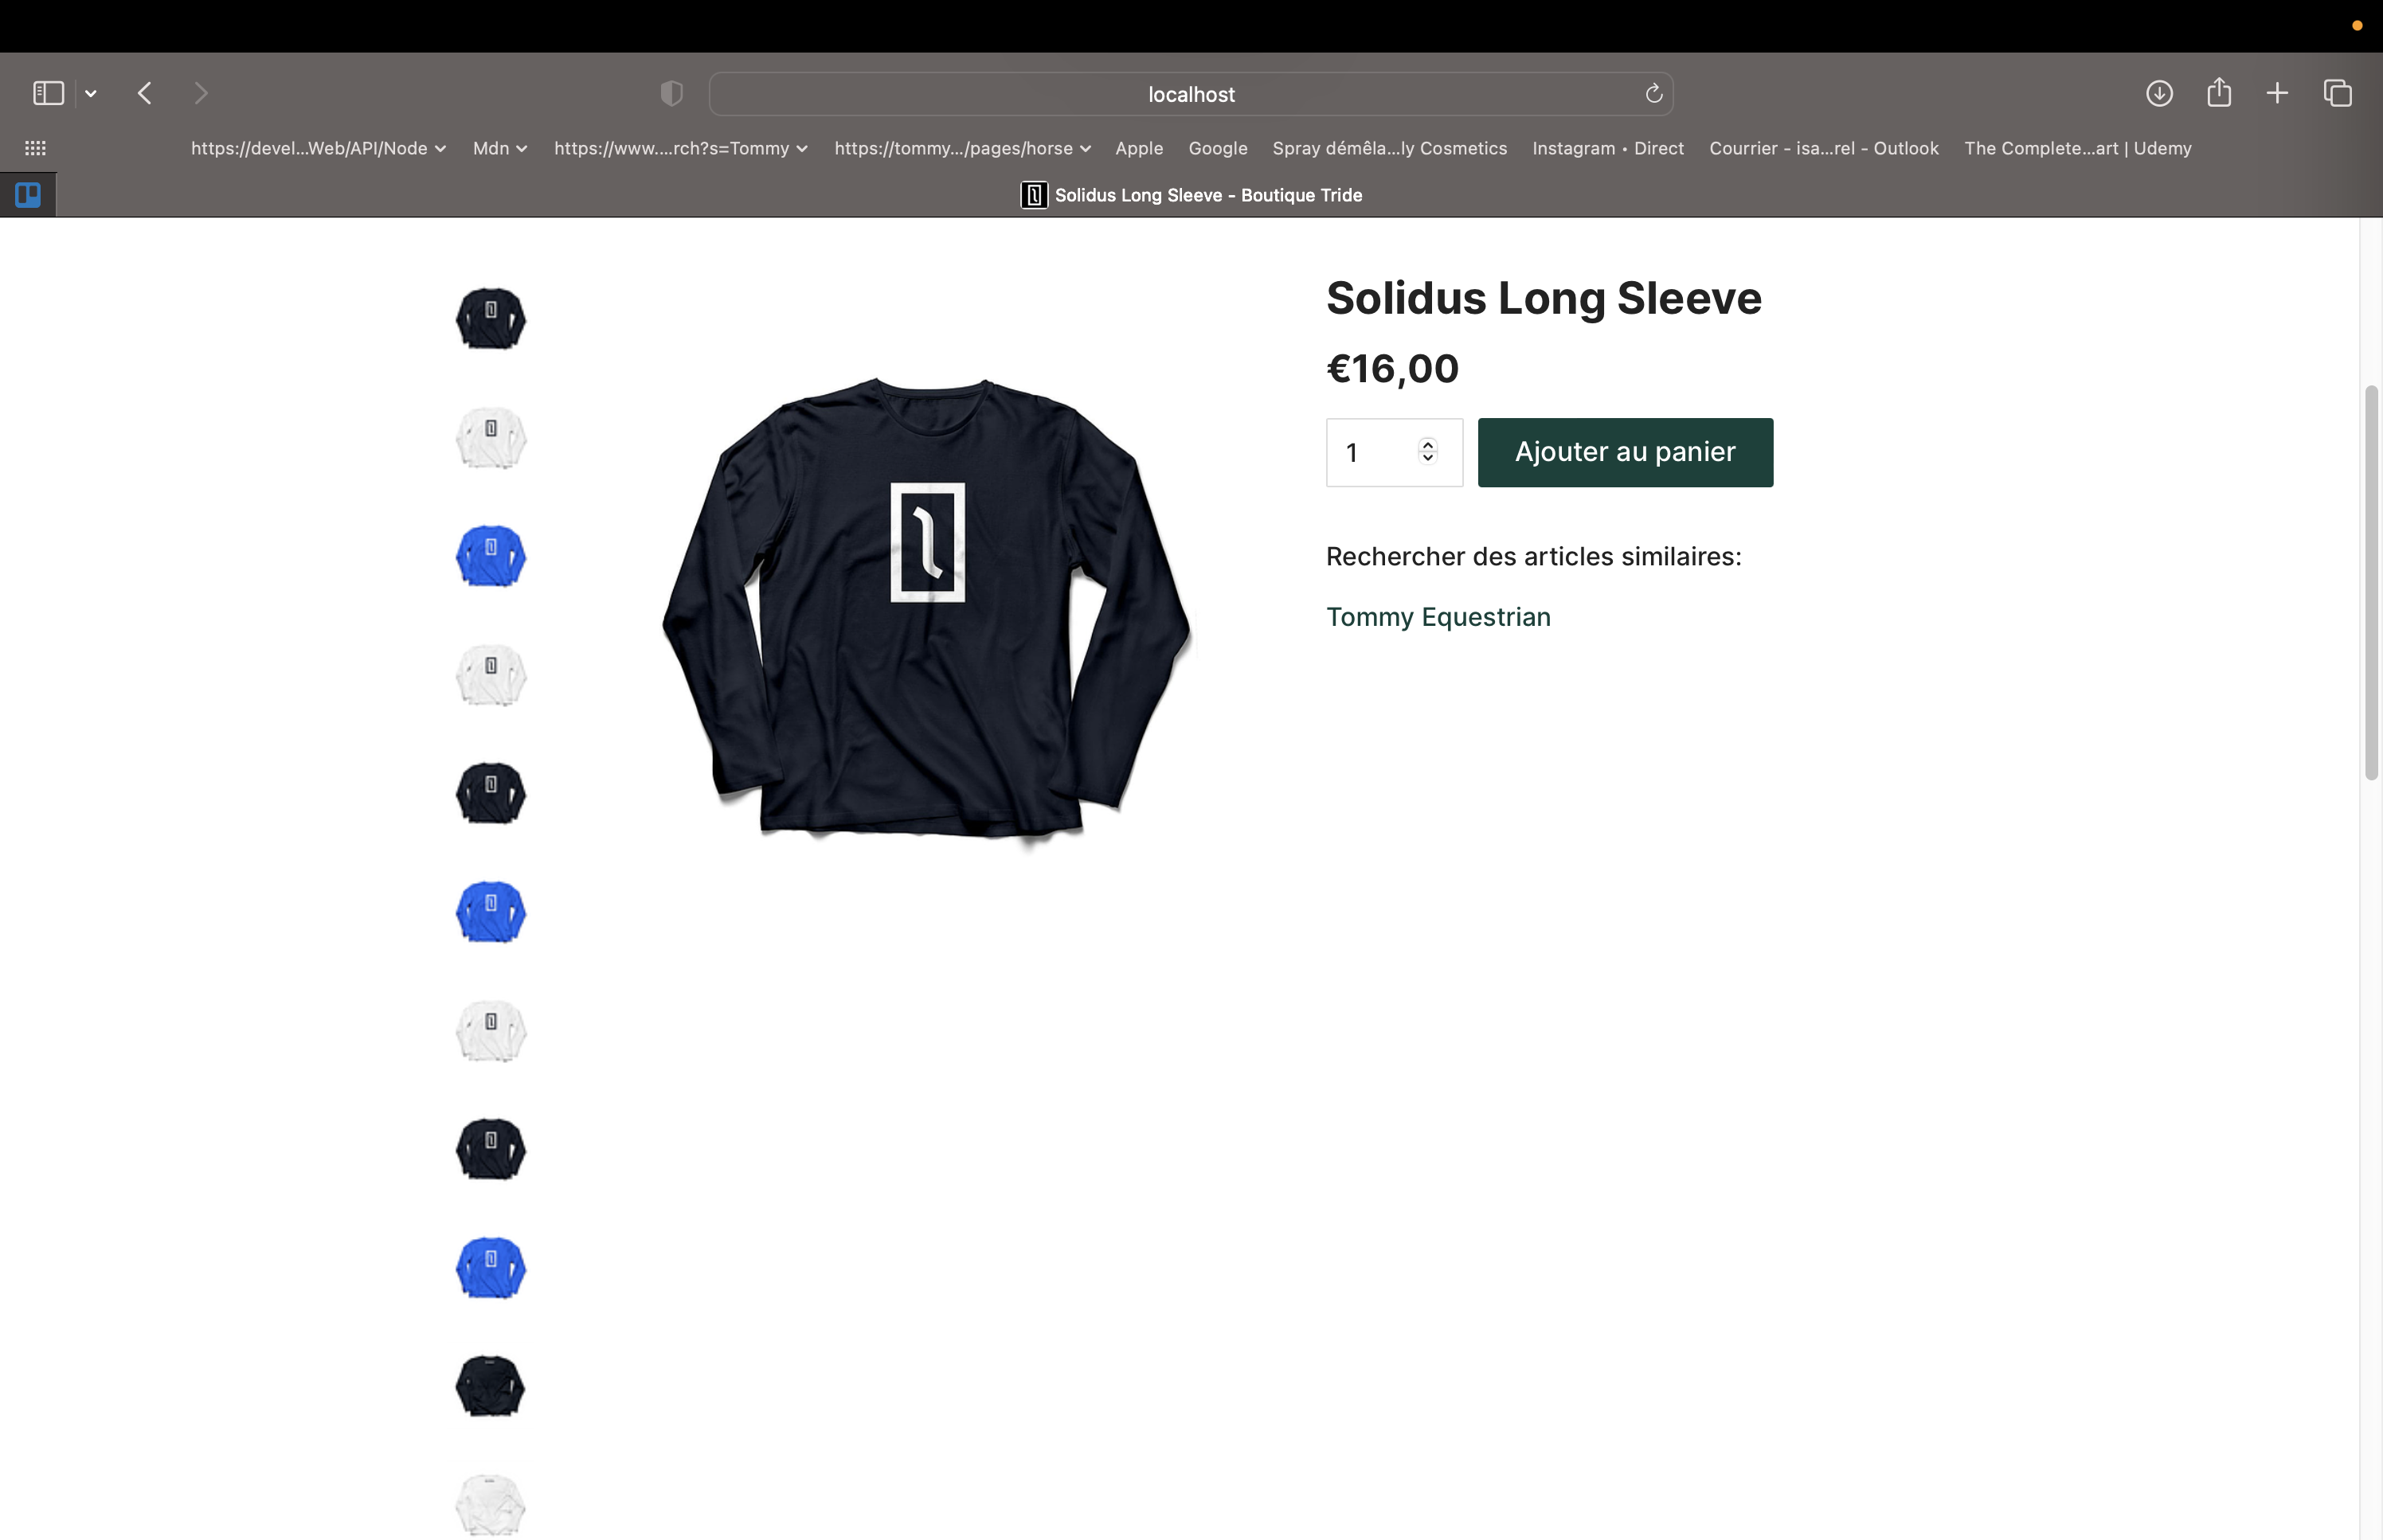 localhost
https://devel...Web/API/Node
Mdn
https://www....rch?s=Tommy
https://tommy.../pages/horse
Apple
Google
Spray démêla...ly Cosmetics
Instagram • Direct
Courrier - isa...rel - Outlook
The Complete...art | Udemy
Solidus Long Sleeve - Boutique Tride
Solidus Long Sleeve
€16,00
1
Ajouter au panier
Rechercher des articles similaires:
Tommy Equestrian